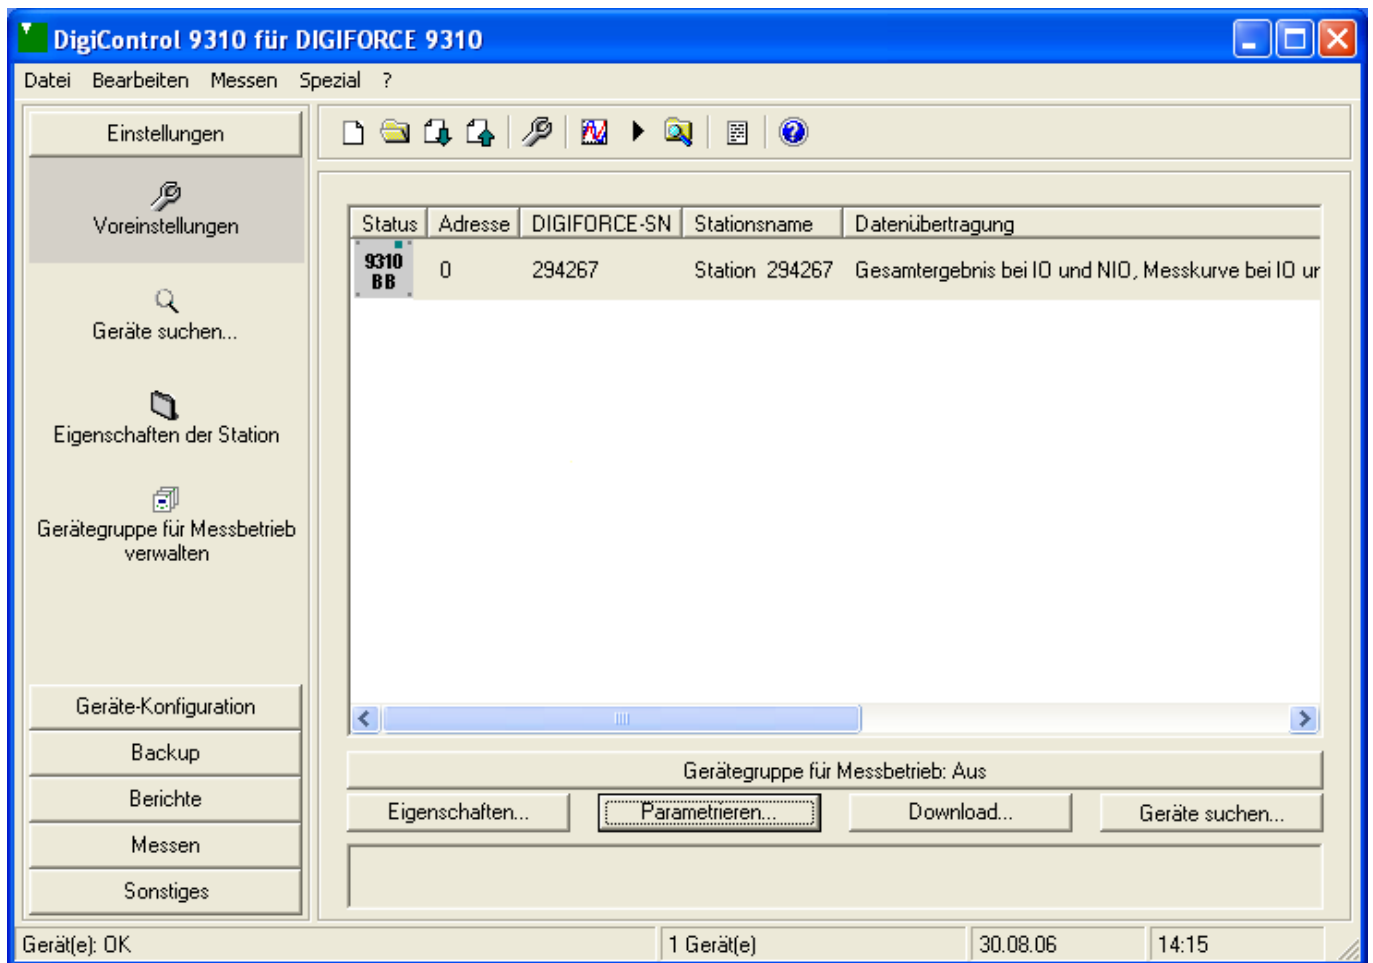 DigiControl 9310 für DIGIFORCE 9310
Datei Bearbeiten Messen Spezial ?
Einstellungen
Voreinstellungen
Geräte suchen...
Eigenschaften der Station
Gerätegruppe für Messbetrieb
verwalten
Geräte-Konfiguration
Backup
Berichte
Messen
Sonstiges
Status Adresse DIGIFORCE-SN Stationsname Datenübertragung
9310
BB
0 294267 Station 294267 Gesamtergebnis bei IO und NIO, Messkurve bei IO ur
Gerätegruppe für Messbetrieb: Aus
Eigenschaften... Parametrieren... Download... Geräte suchen...
Gerät(e): OK 1 Gerät(e) 30.08.06 14:15